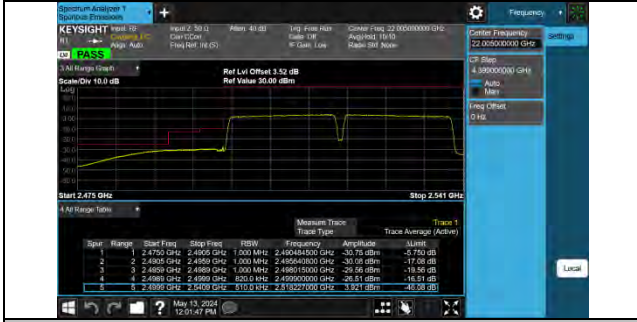 Spectrum Analyzer 1
Spurious Emissions
Frequency
KEYSIGHT Input: RF
Input Z: 50 Ω
Atten: 40 dB
Trig: Free Run
Center Freq: 22.005000000 GHz
Corr CCorr
Gate: Off
Avg|Hold: 10/10
Align: Auto
Freq Ref: Int (S)
IF Gain: Low
Radio Std: None
PASS
Center Frequency
22.005000000 GHz
Settings
CF Step
4.399000000 GHz
Auto
Man
Freq Offset
0 Hz
3 All Range Graph
Scale/Div 10.0 dB
Ref Lvl Offset 3.52 dB
Ref Value 30.00 dBm
Log
Start 2.475 GHz
Stop 2.541 GHz
4 All Range Table
Measure Trace
Trace 1
Trace Type
Trace Average (Active)
Spur Range Start Freq Stop Freq RBW Frequency Amplitude ΔLimit
1 1 2.4750 GHz 2.4905 GHz 1.000 MHz 2.490484500 GHz -30.75 dBm -5.750 dB
2 2 2.4905 GHz 2.4959 GHz 1.000 MHz 2.495640800 GHz -30.08 dBm -17.08 dB
3 3 2.4959 GHz 2.4989 GHz 1.000 MHz 2.498015000 GHz -29.56 dBm -19.56 dB
4 4 2.4989 GHz 2.4999 GHz 820.0 kHz 2.499900000 GHz -26.51 dBm -16.51 dB
5 5 2.4999 GHz 2.5409 GHz 510.0 kHz 2.518227000 GHz 3.921 dBm -46.08 dB
Local
May 13, 2024
12:01:47 PM